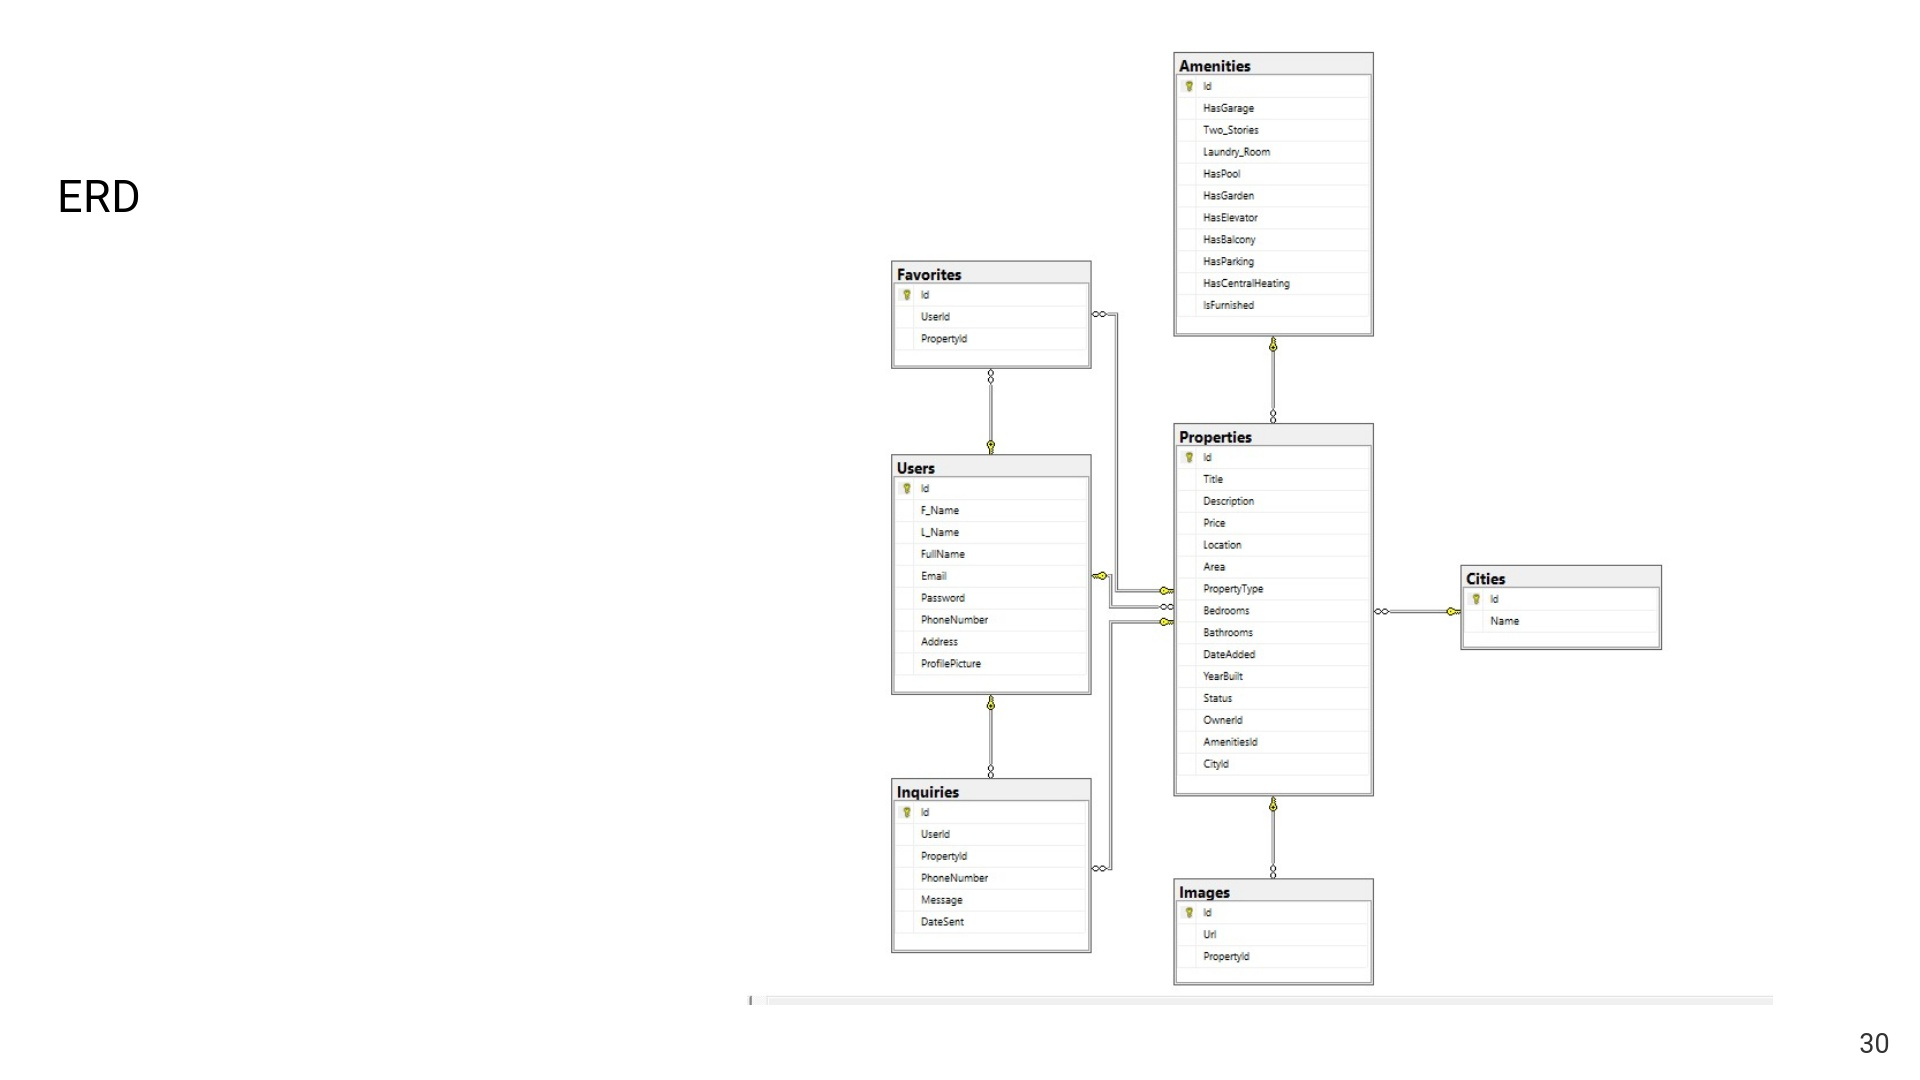 ERD
Amenities
Id
HasGarage
Two_Stories
Laundry_Room
HasPool
HasGarden
HasElevator
HasBalcony
HasParking
HasCentralHeating
IsFurnished
Favorites
Id
UserId
PropertyId
Users
Id
F_Name
L_Name
FullName
Email
Password
PhoneNumber
Address
ProfilePicture
Inquiries
Id
UserId
PropertyId
PhoneNumber
Message
DateSent
Properties
Id
Title
Description
Price
Location
Area
PropertyType
Bedrooms
Bathrooms
DateAdded
YearBuilt
Status
OwnerId
AmenitiesId
CityId
Images
Id
Url
PropertyId
Cities
Id
Name
30